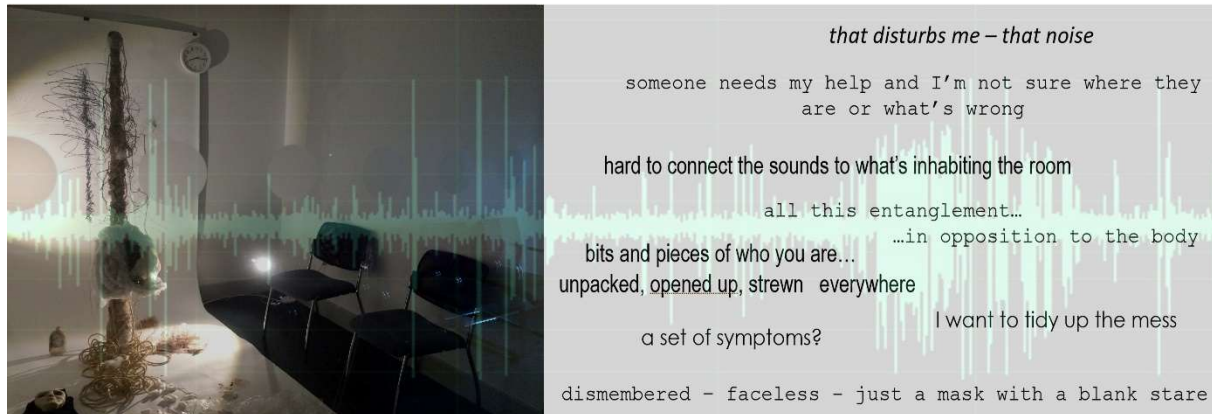 that disturbs me – that noise
someone needs my help and I'm not sure where they
are or what's wrong
hard to connect the sounds to what's inhabiting the room
all this entanglement…
…in opposition to the body
bits and pieces of who you are…
unpacked, opened up, strewn everywhere
I want to tidy up the mess
a set of symptoms?
dismembered – faceless – just a mask with a blank stare